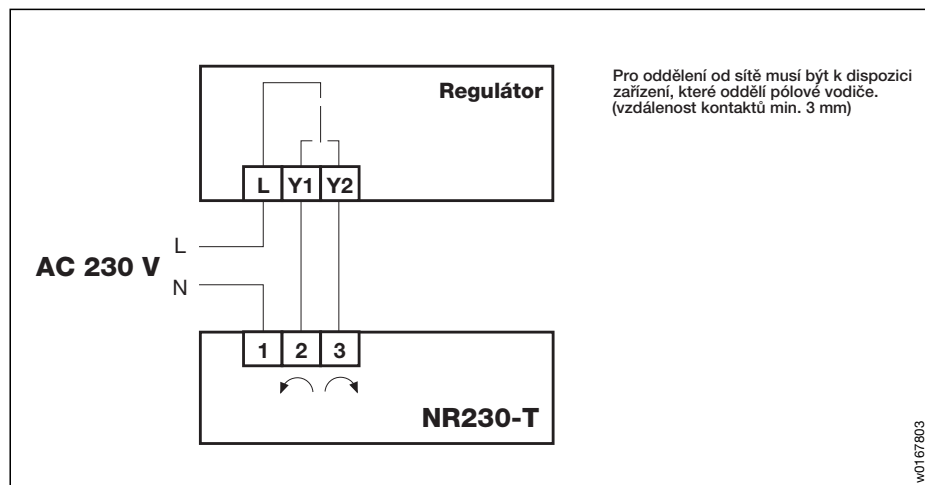 Regulátor
Pro oddělení od sítě musí být k dispozici
zařízení, které oddělí pólové vodiče.
(vzdálenost kontaktů min. 3 mm)
L Y1 Y2
L
AC 230 V
N
1 2 3
NR230-T
w0167803